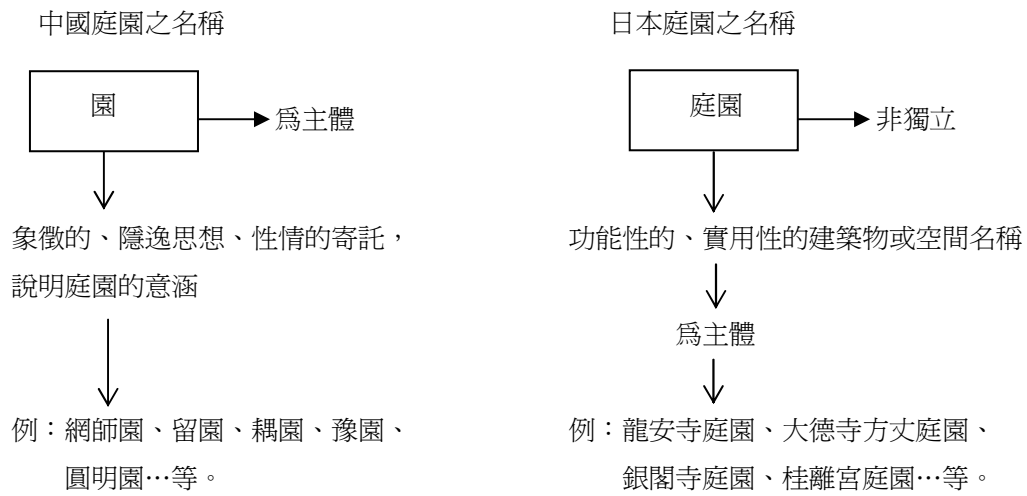 中國庭園之名稱
園
為主體
象徵的、隱逸思想、性情的寄託，
說明庭園的意涵
例：網師園、留園、耦園、豫園、
圓明園…等。
日本庭園之名稱
庭園
非獨立
功能性的、實用性的建築物或空間名稱
為主體
例：龍安寺庭園、大德寺方丈庭園、
銀閣寺庭園、桂離宮庭園…等。